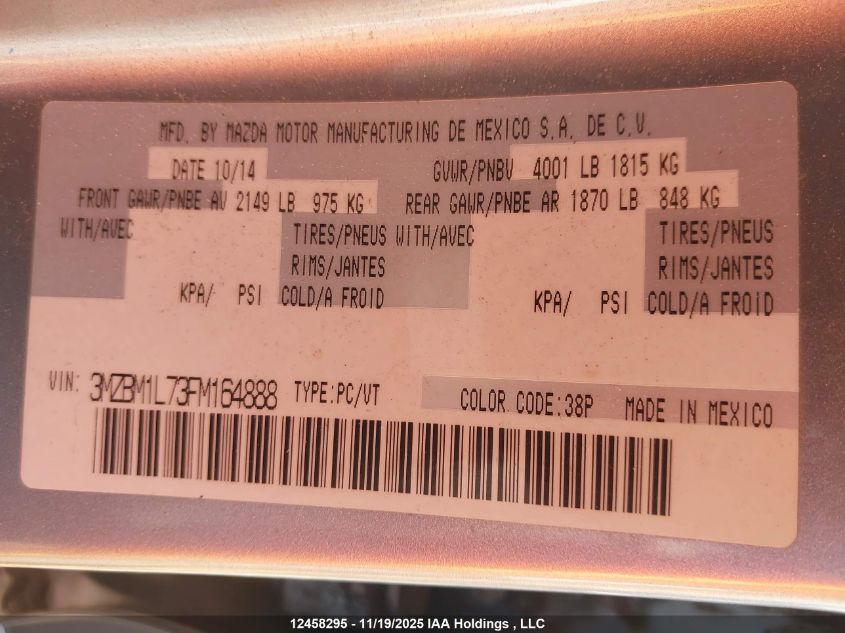 MFD. BY MAZDA MOTOR MANUFACTURING DE MEXICO S.A. DE C.V.
DATE 10/14 GVWR/PNBV 4001 LB 1815 KG
FRONT GAWR/PNBE AV 2149 LB 975 KG REAR GAWR/PNBE AR 1870 LB 848 KG
WITH/AVEC TIRES/PNEUS WITH/AVEC TIRES/PNEUS
RIMS/JANTES RIMS/JANTES
KPA/ PSI COLD/A FROID KPA/ PSI COLD/A FROID
VIN: 3MZBM1L73FM164888 TYPE:PC/VT COLOR CODE:38P MADE IN MEXICO
12458295 - 11/19/2025 IAA Holdings , LLC